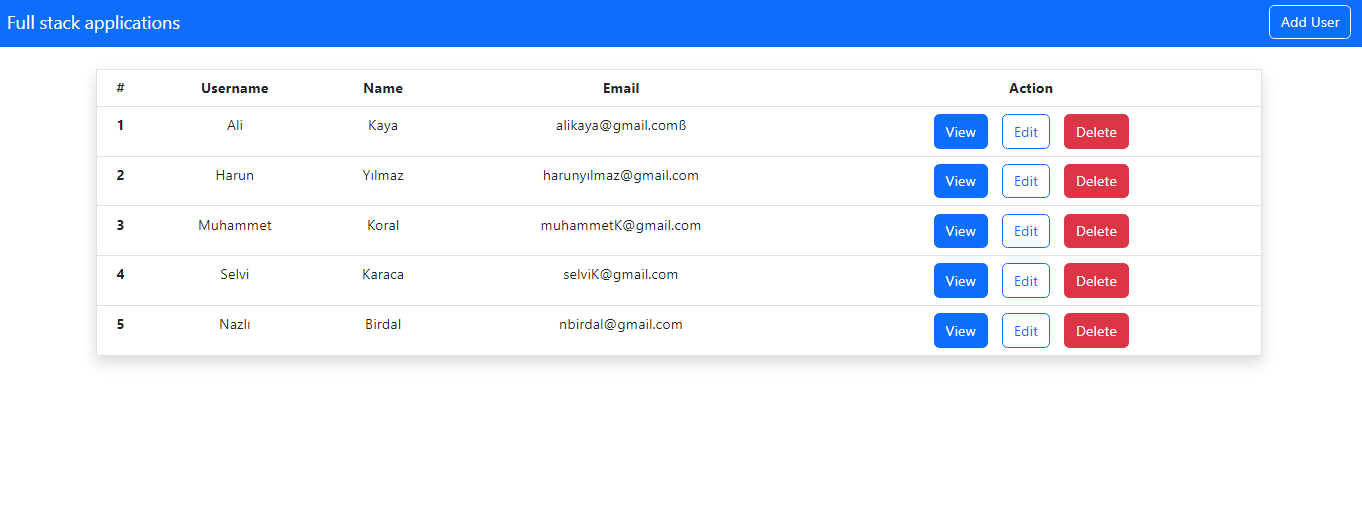 Full stack applications Add User
# Username Name Email Action
1 Ali Kaya alikaya@gmail.comß View Edit Delete
2 Harun Yılmaz harunyılmaz@gmail.com View Edit Delete
3 Muhammet Koral muhammetK@gmail.com View Edit Delete
4 Selvi Karaca selviK@gmail.com View Edit Delete
5 Nazlı Birdal nbirdal@gmail.com View Edit Delete